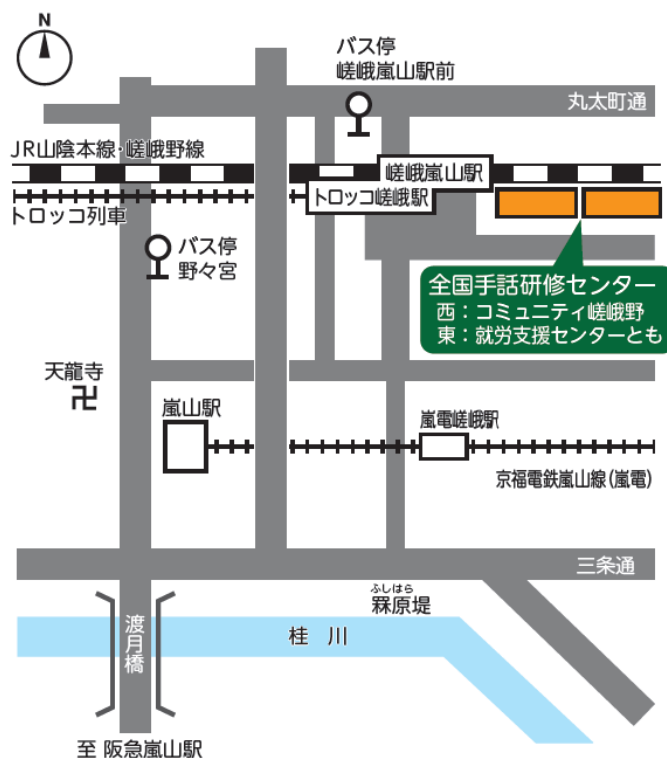 N
バス停
嵯峨嵐山駅前
丸太町通
JR山陰本線・嵯峨野線
嵯峨嵐山駅
トロッコ嵯峨駅
トロッコ列車
バス停
野々宮
全国手話研修センター
西：コミュニティ嵯峨野
東：就労支援センターとも
天龍寺
卍
嵐山駅
嵐電嵯峨駅
京福電鉄嵐山線(嵐電)
三条通
ふしはら
罧原堤
渡月橋
桂 川
至 阪急嵐山駅